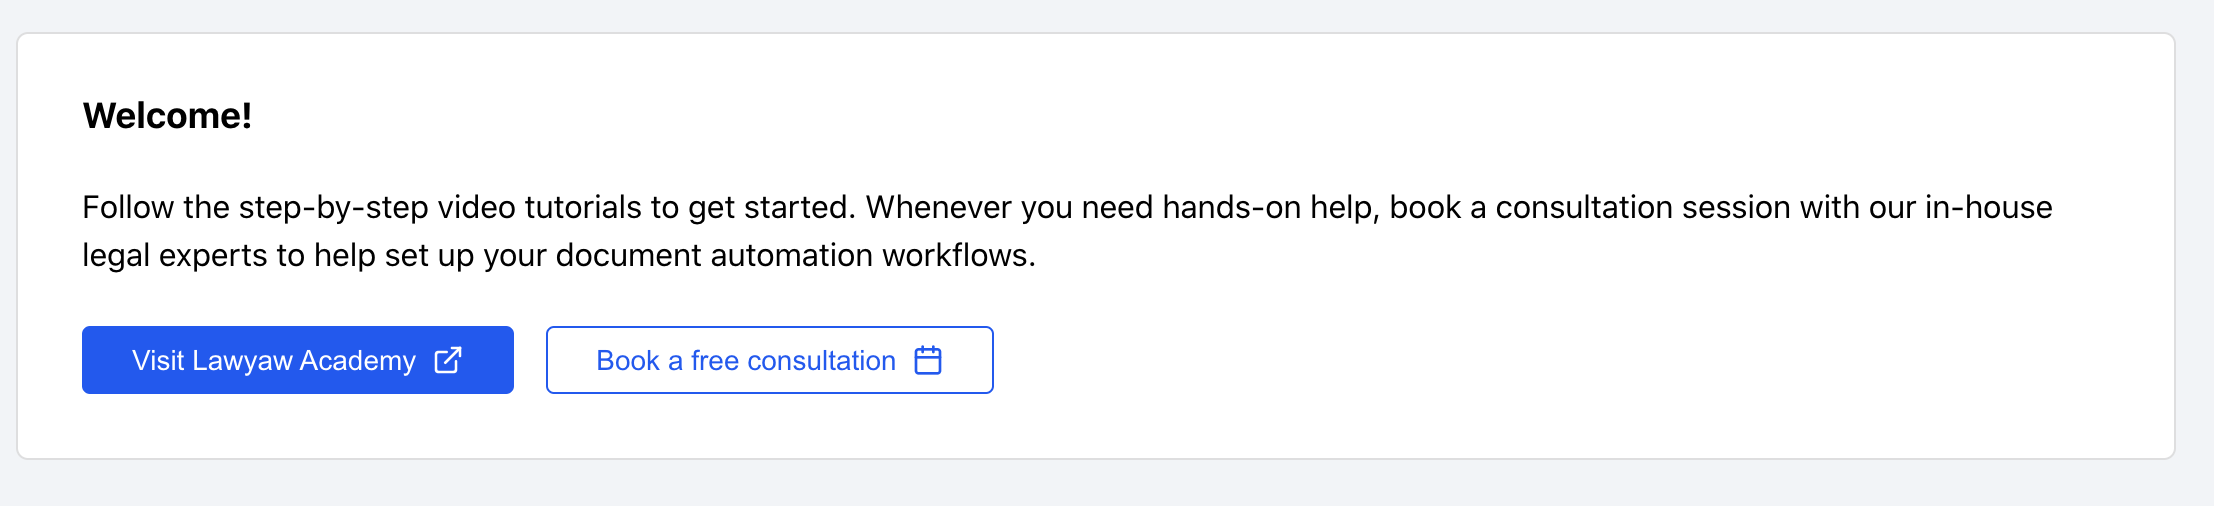 Welcome!
Follow the step-by-step video tutorials to get started. Whenever you need hands-on help, book a consultation session with our in-house
legal experts to help set up your document automation workflows.
Visit Lawyaw Academy
Book a free consultation